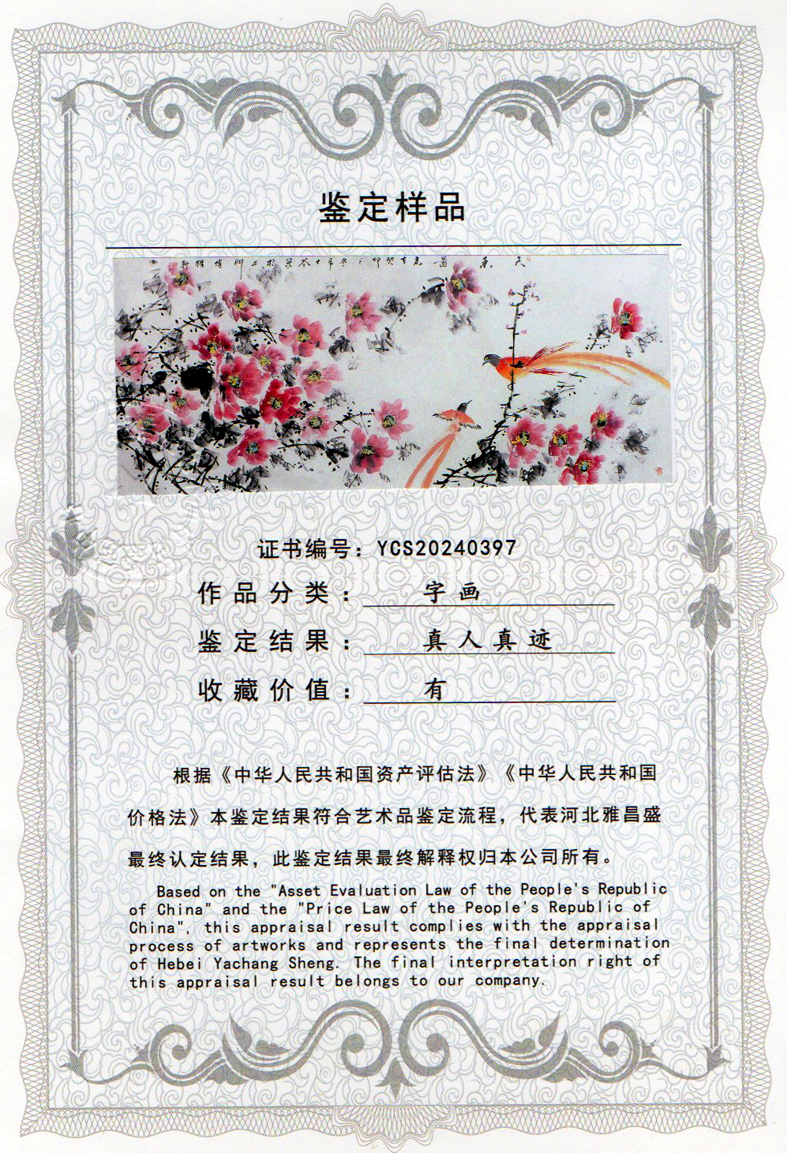 鉴定样品
证书编号：YCS20240397
作品分类：字画
鉴定结果：真人真迹
收藏价值：有
根据《中华人民共和国资产评估法》《中华人民共和国
价格法》本鉴定结果符合艺术品鉴定流程，代表河北雅昌盛
最终认定结果，此鉴定结果最终解释权归本公司所有。
Based on the "Asset Evaluation Law of the People's Republic
of China" and the "Price Law of the People's Republic of
China", this appraisal result complies with the appraisal
process of artworks and represents the final determination
of Hebei Yachang Sheng. The final interpretation right of
this appraisal result belongs to our company.